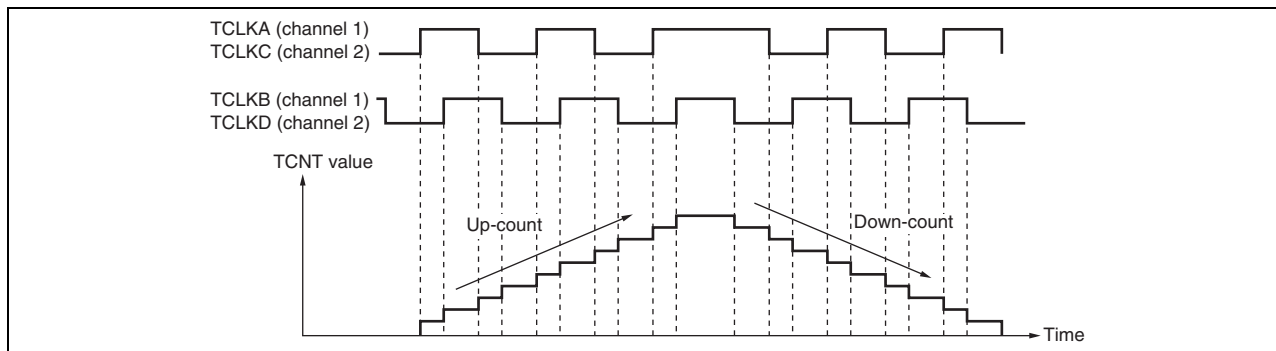 TCLKA (channel 1)
TCLKC (channel 2)
TCLKB (channel 1)
TCLKD (channel 2)
TCNT value
Up-count
Down-count
Time